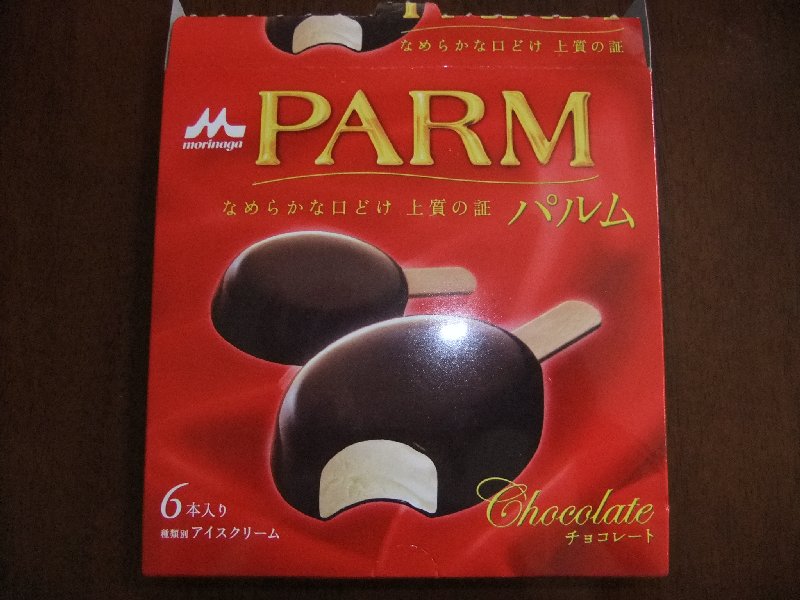 なめらかな口どけ 上質の証
morinaga
PARM
なめらかな口どけ 上質の証 パルム
6本入り
種類別 アイスクリーム
Chocolate
チョコレート